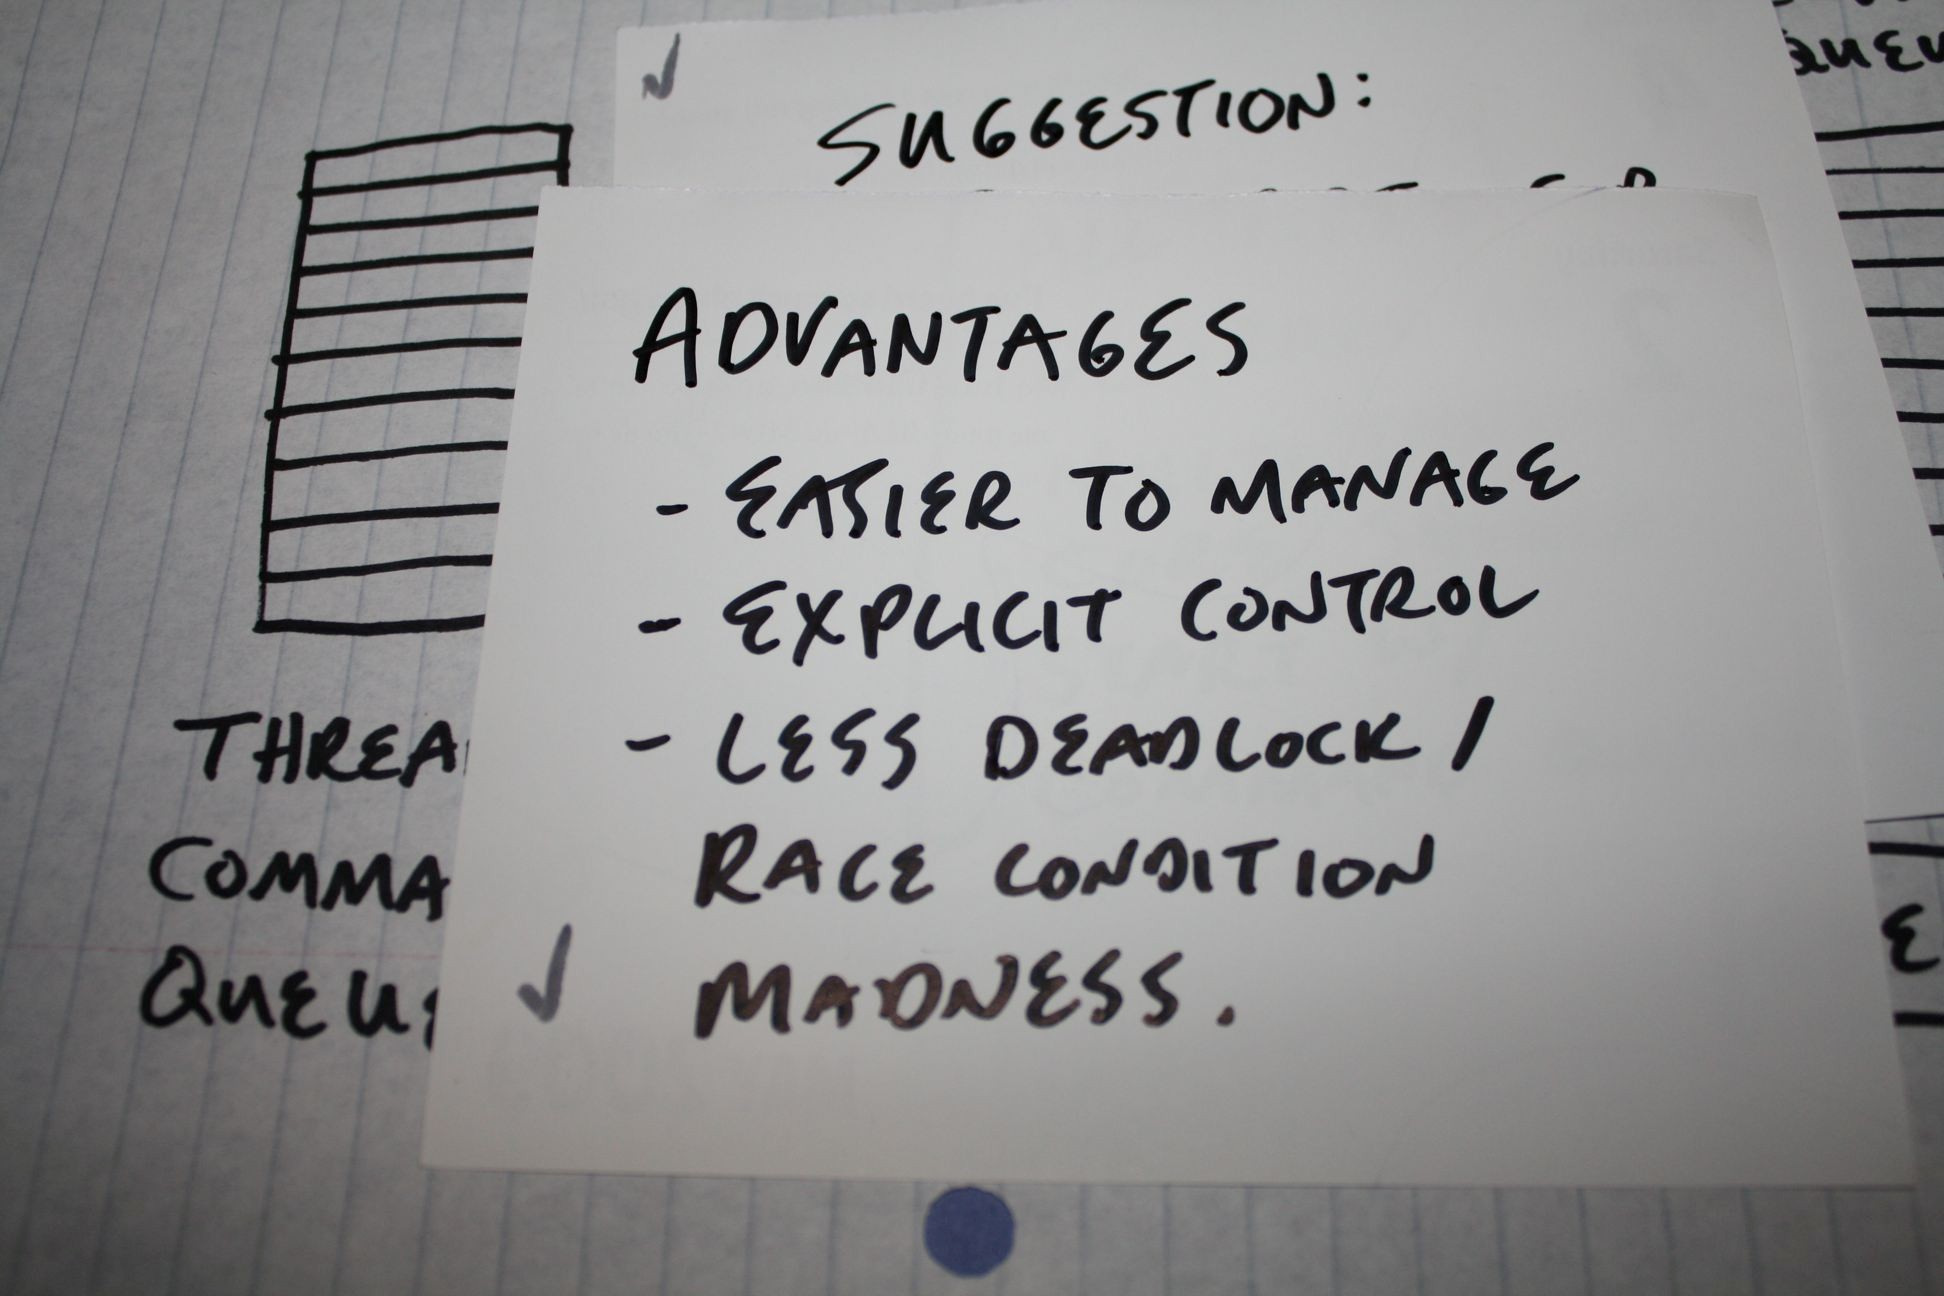 SUGGESTION:
ADVANTAGES
- EASIER TO MANAGE
- EXPLICIT CONTROL
- LESS DEADLOCK /
RACE CONDITION
MADNESS.
THREA
COMMA
QUEU